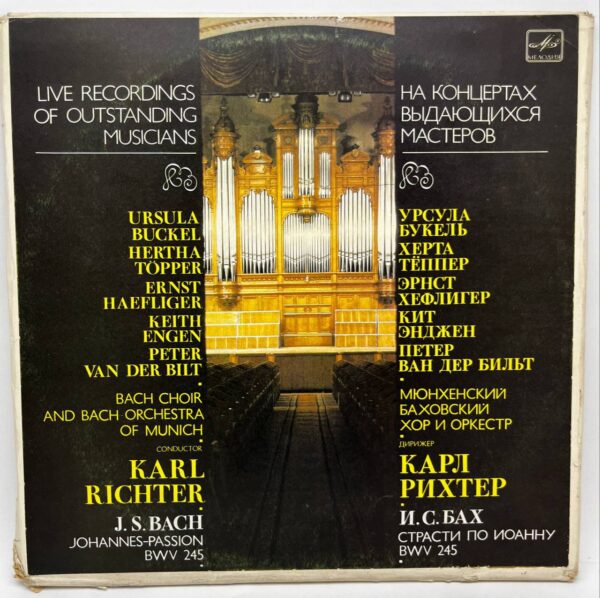 LIVE RECORDINGS
OF OUTSTANDING
MUSICIANS
URSULA
BUCKEL
HERTHA
TÖPPER
ERNST
HAEFLIGER
KEITH
ENGEN
PETER
VAN DER BILT
BACH CHOIR
AND BACH ORCHESTRA
OF MUNICH
CONDUCTOR
KARL
RICHTER
J. S. BACH
JOHANNES-PASSION
BWV 245
МЕЛОДИЯ
НА КОНЦЕРТАХ
ВЫДАЮЩИХСЯ
МАСТЕРОВ
УРСУЛА
БУКЕЛЬ
ХЕРТА
ТЁППЕР
ЭРНСТ
ХЕФЛИГЕР
КИТ
ЭНДЖЕН
ПЕТЕР
ВАН ДЕР БИЛЬТ
МЮНХЕНСКИЙ
БАХОВСКИЙ
ХОР И ОРКЕСТР
ДИРИЖЕР
КАРЛ
РИХТЕР
И. С. БАХ
СТРАСТИ ПО ИОАННУ
BWV 245